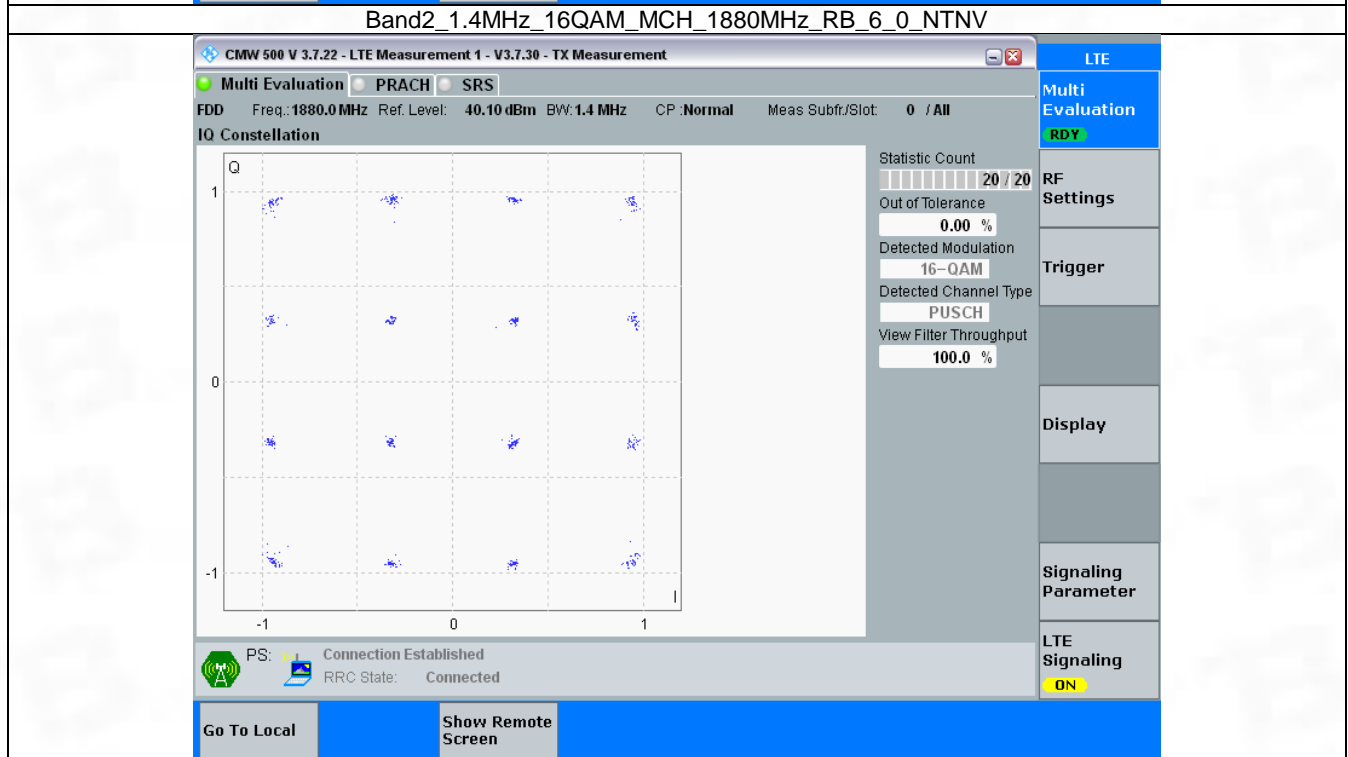 Band2_1.4MHz_16QAM_MCH_1880MHz_RB_6_0_NTNV
CMW 500 V 3.7.22 - LTE Measurement 1 - V3.7.30 - TX Measurement
LTE
Multi Evaluation PRACH SRS
FDD Freq.:1880.0 MHz Ref. Level: 40.10 dBm BW:1.4 MHz CP :Normal Meas Subfr./Slot: 0 / All
IQ Constellation
Q
1
0
-1
-1 0 1
I
Statistic Count
20 / 20
Out of Tolerance
0.00 %
Detected Modulation
16-QAM
Detected Channel Type
PUSCH
View Filter Throughput
100.0 %
Multi
Evaluation
RDY
RF
Settings
Trigger
Display
Signaling
Parameter
LTE
Signaling
ON
PS: Connection Established
RRC State: Connected
Go To Local
Show Remote
Screen